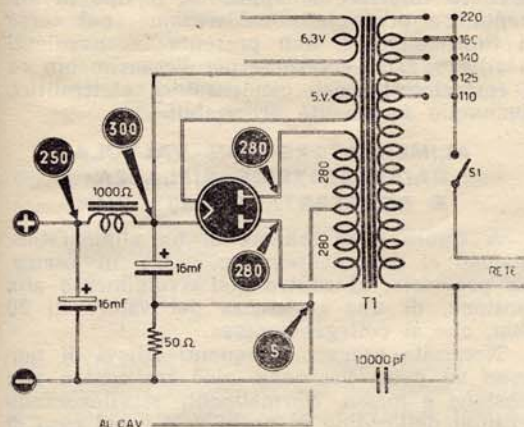 6,3V
220
160
140
125
110
5.V.
300
250
1000Ω
280
280
280
280
S1
16mf
16mf
5
50 Ω
T1
RETE
10000 pf
AL CAV